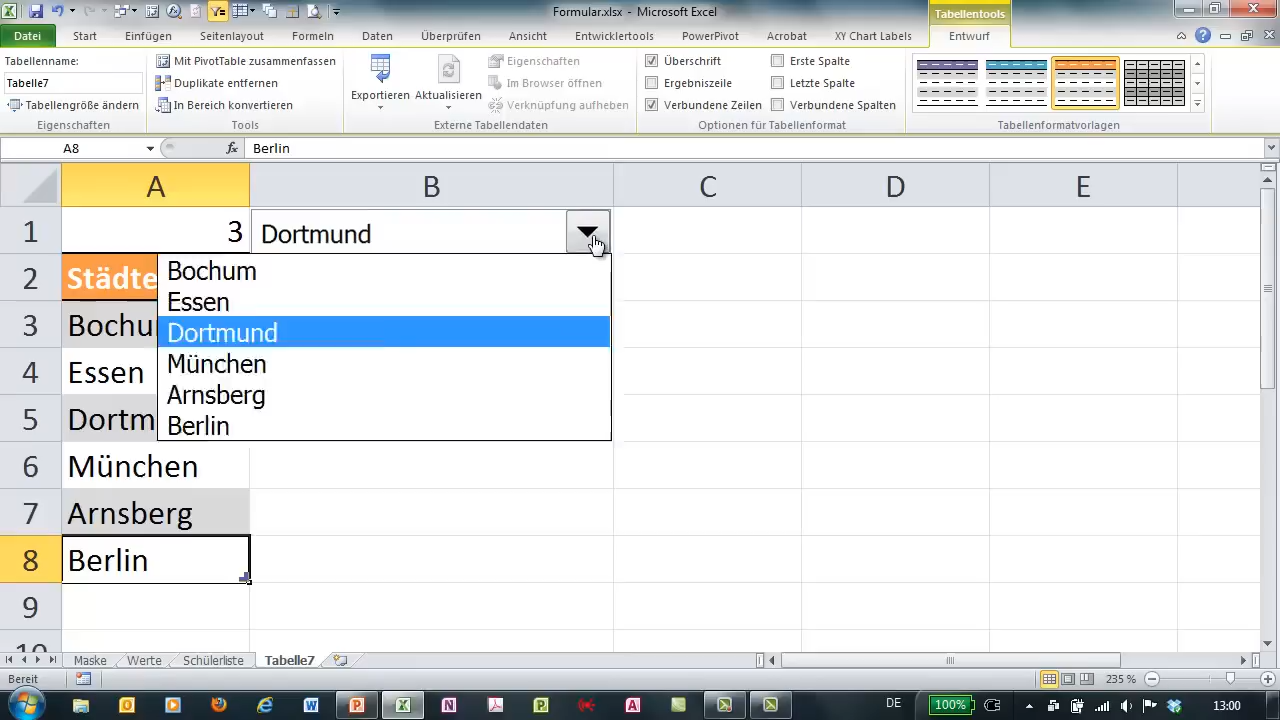 Formular.xlsx - Microsoft Excel
Tabellentools
Datei
Start
Einfügen
Seitenlayout
Formeln
Daten
Überprüfen
Ansicht
Entwicklertools
PowerPivot
Acrobat
XY Chart Labels
Entwurf
Tabellenname:
Tabelle7
Tabellengröße ändern
Eigenschaften
Mit PivotTable zusammenfassen
Duplikate entfernen
In Bereich konvertieren
Tools
Exportieren
Aktualisieren
Eigenschaften
Im Browser öffnen
Verknüpfung aufheben
Externe Tabellendaten
Überschrift
Ergebniszeile
Verbundene Zeilen
Erste Spalte
Letzte Spalte
Verbundene Spalten
Optionen für Tabellenformat
Tabellenformatvorlagen
A8
fx
Berlin
A B C D E
1 3 Dortmund
2 Städte
3 Bochum
4 Essen
5 Dortm
6 München
7 Arnsberg
8 Berlin
9
10
Bochum
Essen
Dortmund
München
Arnsberg
Berlin
Maske Werte Schülerliste Tabelle7
Bereit
235 %
DE
100%
13:00